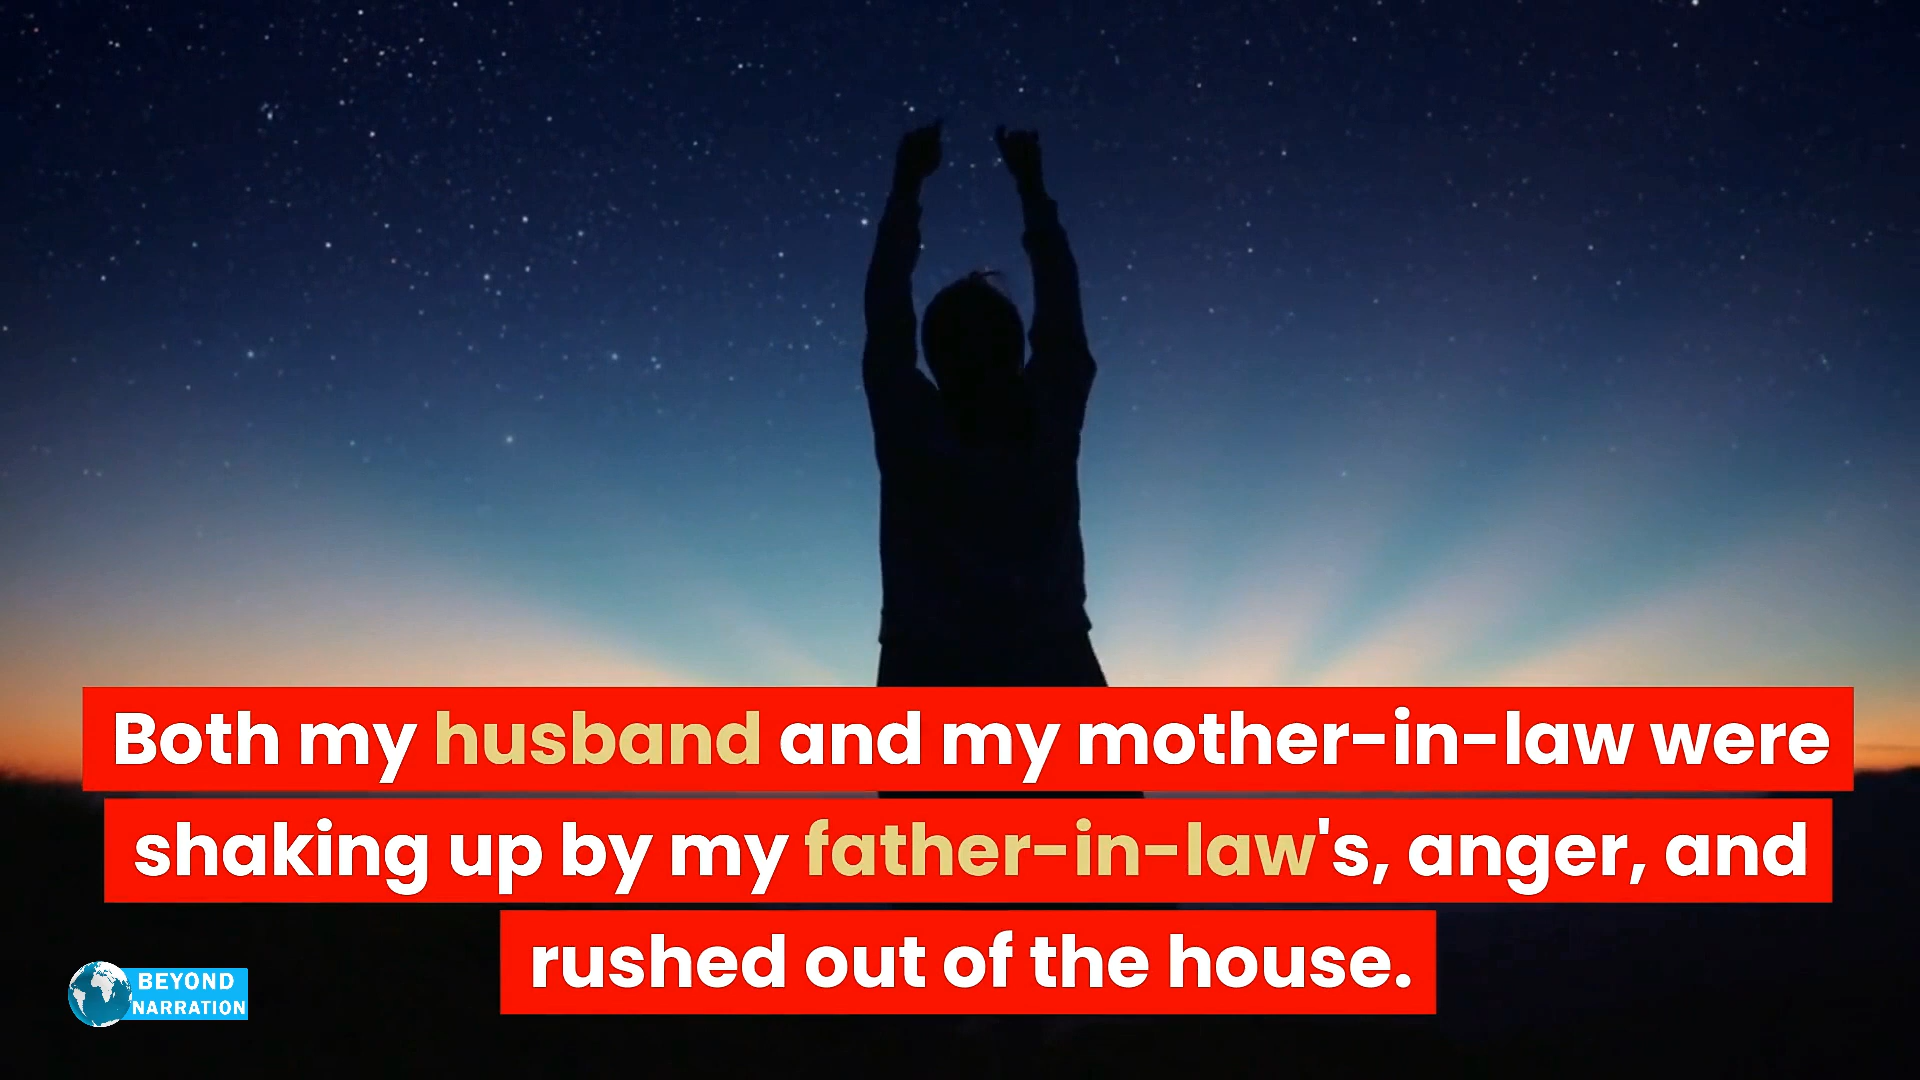 Both my husband and my mother-in-law were
shaking up by my father-in-law's, anger, and
rushed out of the house.
BEYOND
NARRATION